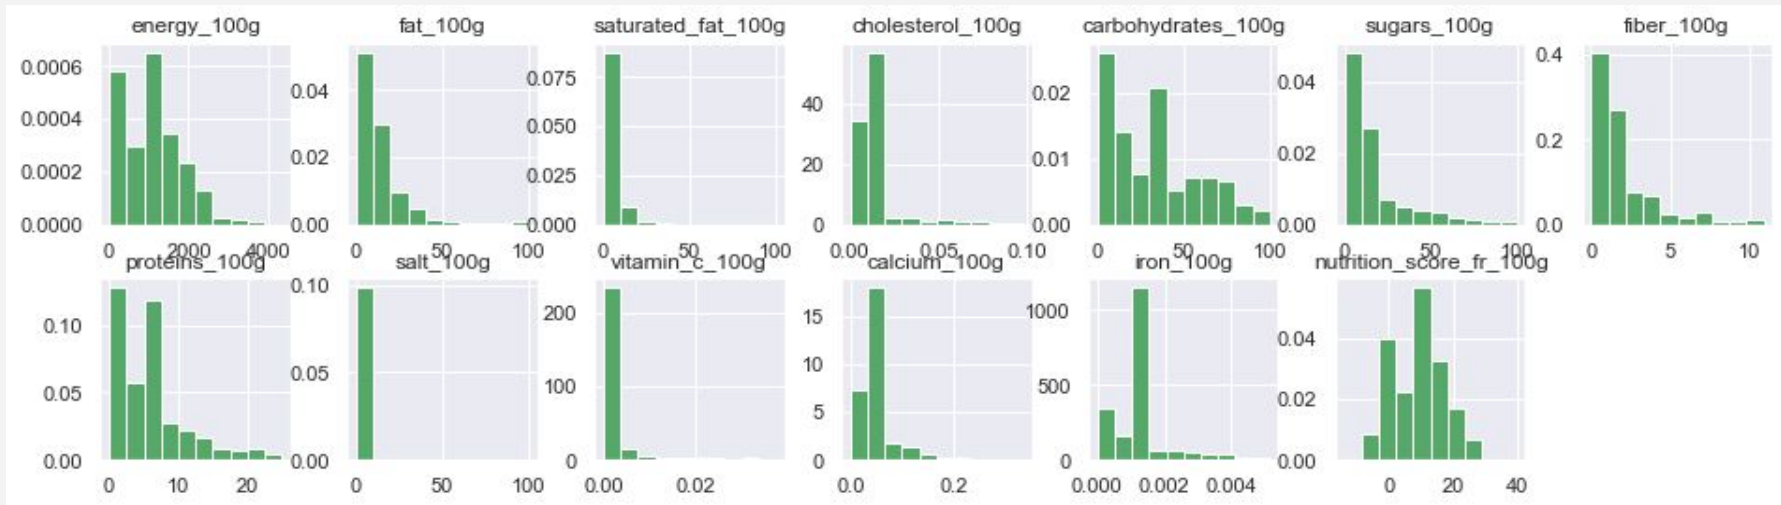 energy_100g fat_100g saturated_fat_100g cholesterol_100g carbohydrates_100g sugars_100g fiber_100g
0.0006 0.04 0.075 40 0.02 0.04 0.4
0.0004 0.02 0.050 20 0.01 0.02 0.2
0.0002 0.025
0.0000 0.00 0.000 0 0.00 0.00 0.0
0 2000 4000 0 50 100 0 50 100 0.00 0.05 0.10 0 50 100 0 50 100 0 5 10
proteins_100g salt_100g vitamin_c_100g calcium_100g iron_100g nutrition_score_fr_100g
0.10 0.10 200 15 1000 0.04
0.05 0.05 100 10 500 0.02
5
0.00 0.00 0 0 0 0.00
0 10 20 0 50 100 0.00 0.02 0.0 0.2 0.000 0.002 0.004 0 20 40